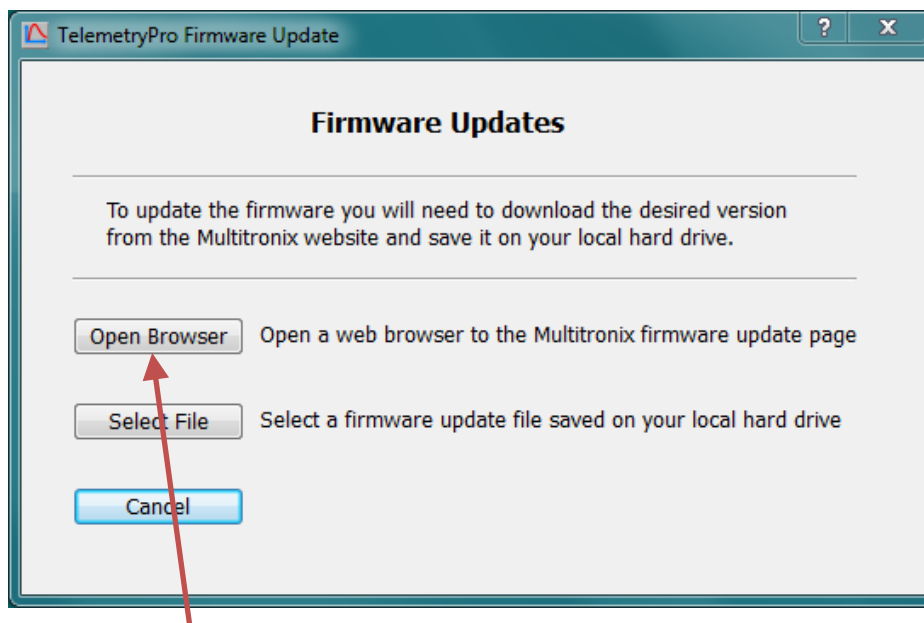 TelemetryPro Firmware Update
Firmware Updates
To update the firmware you will need to download the desired version
from the Multitronix website and save it on your local hard drive.
Open Browser Open a web browser to the Multitronix firmware update page
Select File Select a firmware update file saved on your local hard drive
Cancel